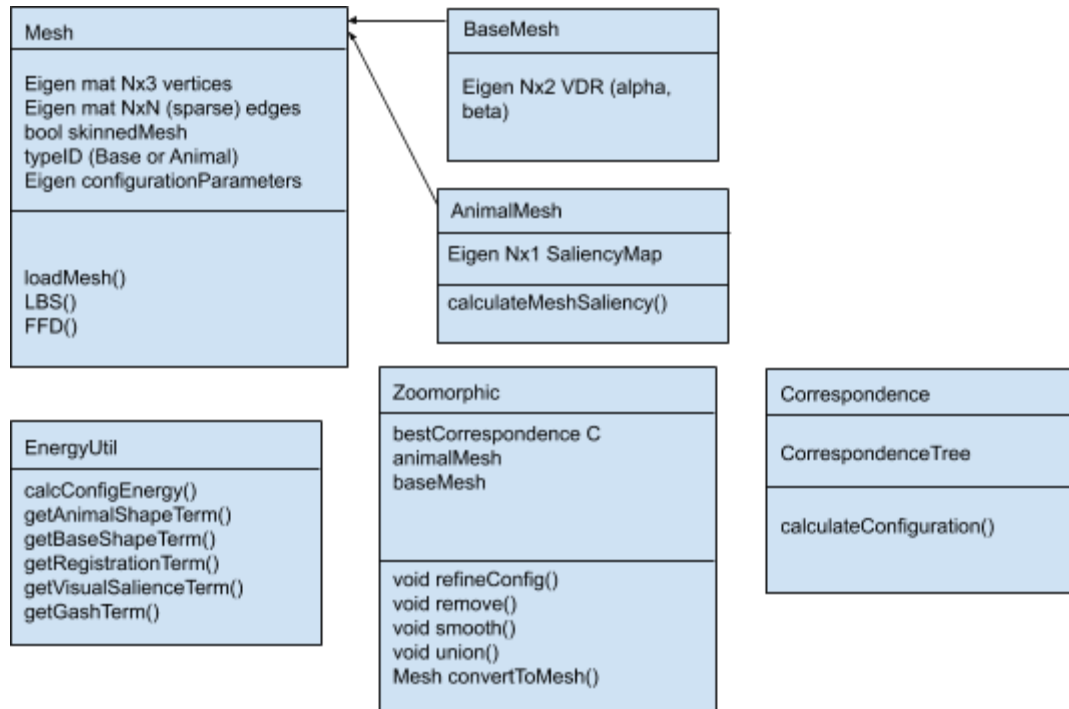 Mesh
Eigen mat Nx3 vertices
Eigen mat NxN (sparse) edges
bool skinnedMesh
typeID (Base or Animal)
Eigen configurationParameters
loadMesh()
LBS()
FFD()
BaseMesh
Eigen Nx2 VDR (alpha,
beta)
AnimalMesh
Eigen Nx1 SaliencyMap
calculateMeshSaliency()
EnergyUtil
calcConfigEnergy()
getAnimalShapeTerm()
getBaseShapeTerm()
getRegistrationTerm()
getVisualSalienceTerm()
getGashTerm()
Zoomorphic
bestCorrespondence C
animalMesh
baseMesh
void refineConfig()
void remove()
void smooth()
void union()
Mesh convertToMesh()
Correspondence
CorrespondenceTree
calculateConfiguration()